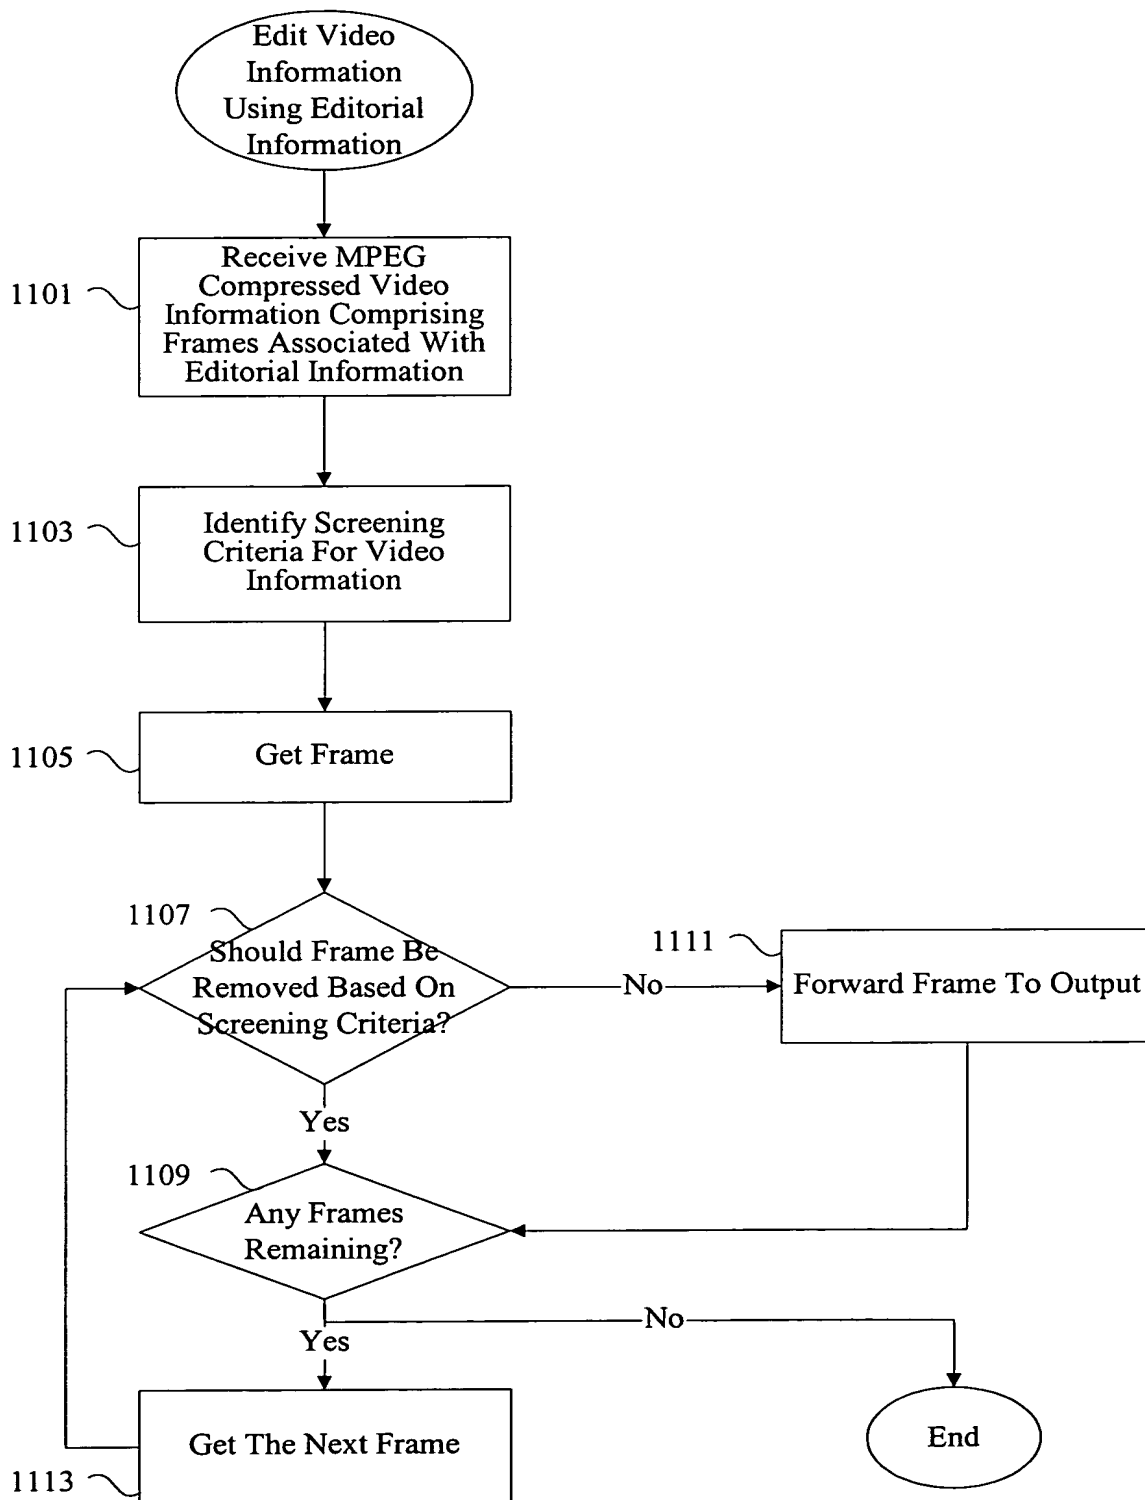 Edit Video
Information
Using Editorial
Information
1101
Receive MPEG
Compressed Video
Information Comprising
Frames Associated With
Editorial Information
1103
Identify Screening
Criteria For Video
Information
1105
Get Frame
1107
Should Frame Be
Removed Based On
Screening Criteria?
No
1111
Forward Frame To Output
Yes
1109
Any Frames
Remaining?
No
Yes
Get The Next Frame
1113
End